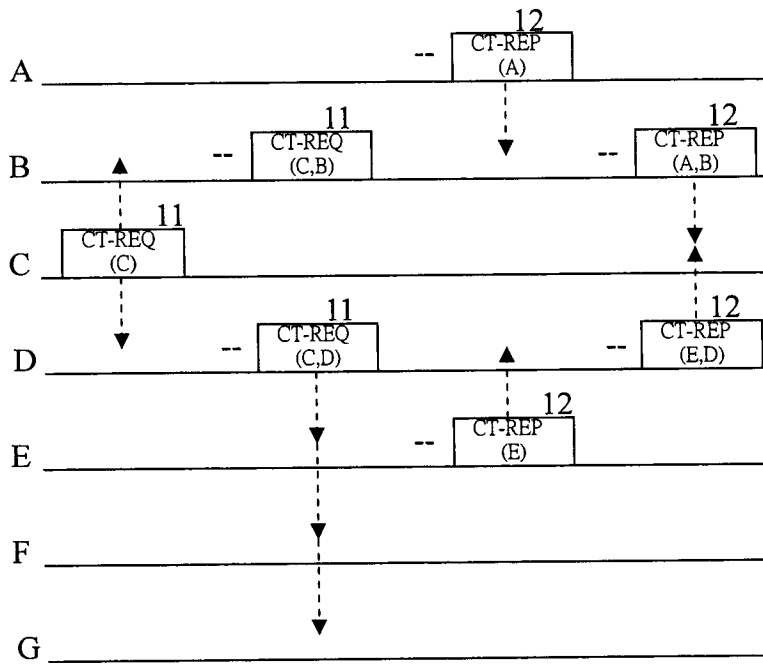 12
A -- CT-REP
(A)
11 12
B -- CT-REQ -- CT-REP
(C,B) (A,B)
11
C CT-REQ
(C)
11 12
D -- CT-REQ -- CT-REP
(C,D) (E,D)
12
E -- CT-REP
(E)
F
G